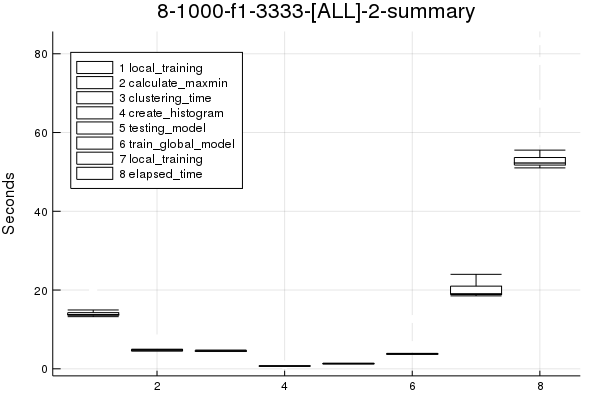 8-1000-f1-3333-[ALL]-2-summary
80
60
40
20
0
Seconds
1 local_training
2 calculate_maxmin
3 clustering_time
4 create_histogram
5 testing_model
6 train_global_model
7 local_training
8 elapsed_time
2
4
6
8